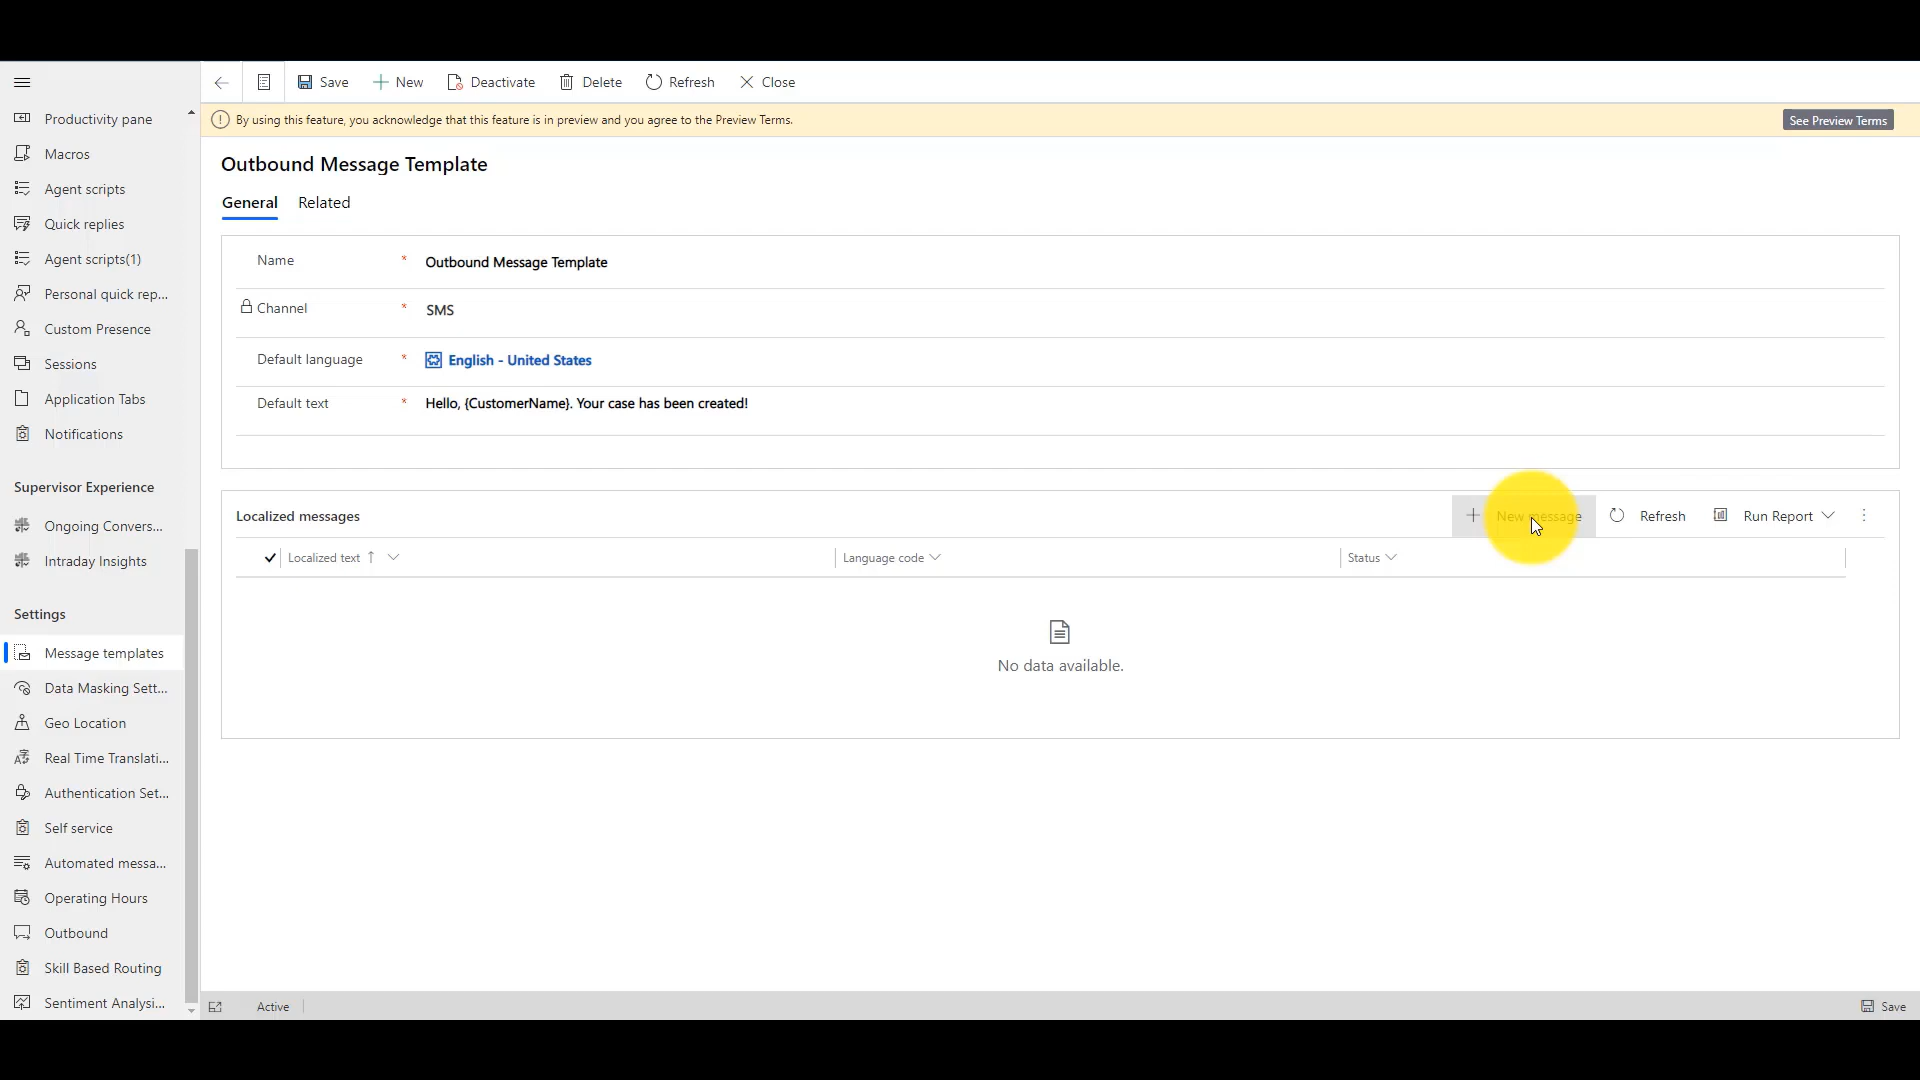 Save
New
Deactivate
Delete
Refresh
Close
By using this feature, you acknowledge that this feature is in preview and you agree to the Preview Terms.
See Preview Terms
Productivity pane
Macros
Agent scripts
Quick replies
Agent scripts(1)
Personal quick rep...
Custom Presence
Sessions
Application Tabs
Notifications
Supervisor Experience
Ongoing Convers...
Intraday Insights
Settings
Message templates
Data Masking Sett...
Geo Location
Real Time Translati...
Authentication Set...
Self service
Automated messa...
Operating Hours
Outbound
Skill Based Routing
Sentiment Analysi...
Outbound Message Template
General Related
Name * Outbound Message Template
Channel * SMS
Default language * English - United States
Default text * Hello, {CustomerName}. Your case has been created!
Localized messages
New message
Refresh
Run Report
Localized text
Language code
Status
No data available.
Active
Save